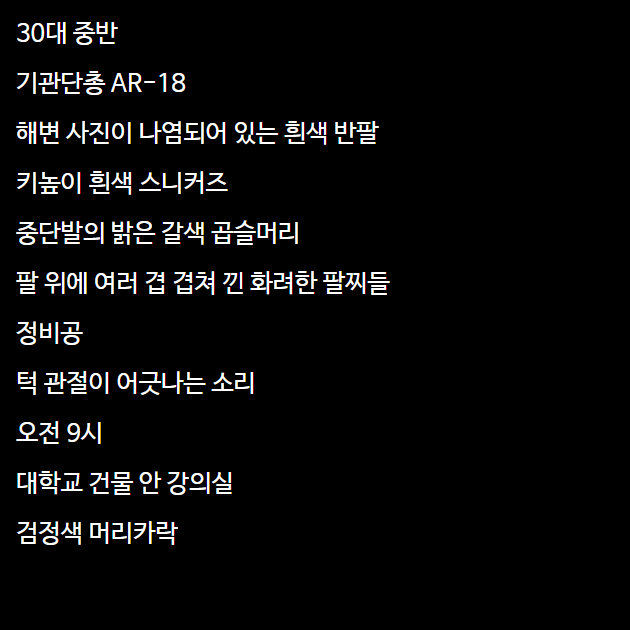 30대 중반
기관단총 AR-18
해변 사진이 나염되어 있는 흰색 반팔
키높이 흰색 스니커즈
중단발의 밝은 갈색 곱슬머리
팔 위에 여러 겹 겹쳐 낀 화려한 팔찌들
정비공
턱 관절이 어긋나는 소리
오전 9시
대학교 건물 안 강의실
검정색 머리카락